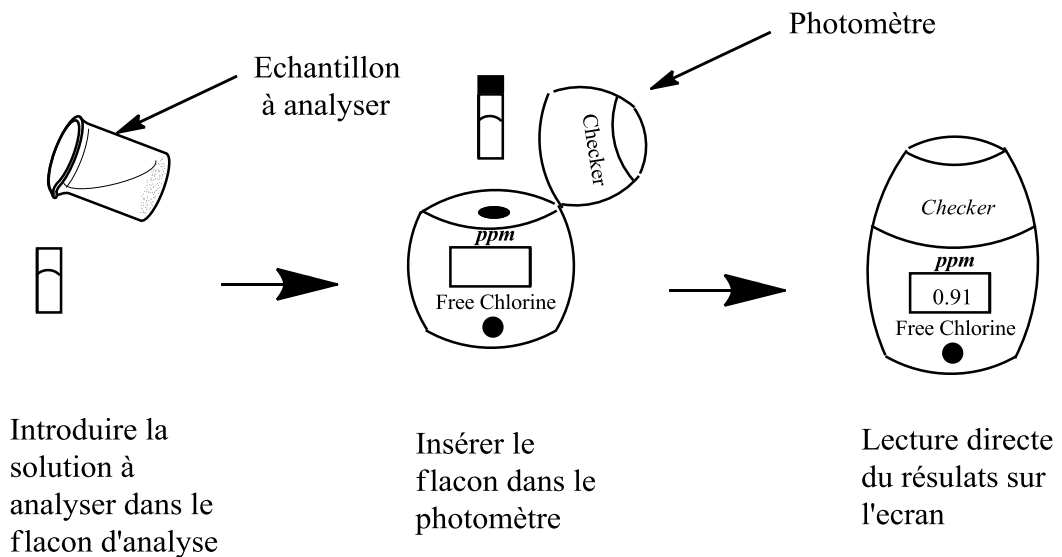 Photomètre
Echantillon
à analyser
Checker
ppm
Free Chlorine
Checker
ppm
0.91
Free Chlorine
Introduire la
solution à
analyser dans le
flacon d'analyse
Insérer le
flacon dans le
photomètre
Lecture directe
du résulats sur
l'ecran